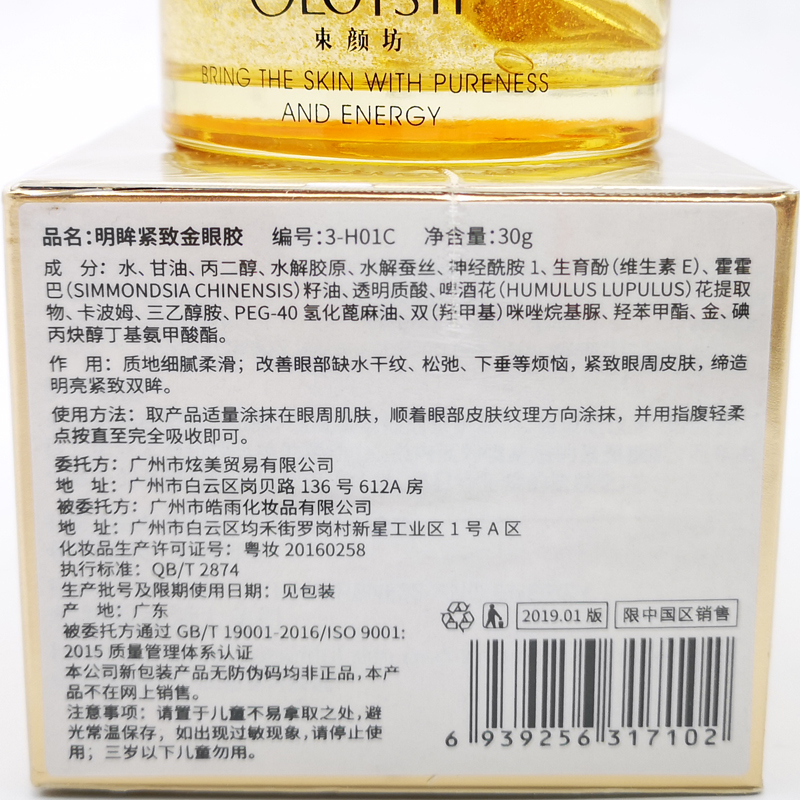 束颜坊
BRING THE SKIN WITH PURENESS
AND ENERGY
品名:明眸紧致金眼胶 编号:3-H01C 净含量:30g
成 分：水、甘油、丙二醇、水解胶原、水解蚕丝、神经酰胺 1、生育酚（维生素 E）、霍霍
巴（SIMMONDSIA CHINENSIS）籽油、透明质酸、啤酒花（HUMULUS LUPULUS）花提取
物、卡波姆、三乙醇胺、PEG-40 氢化蓖麻油、双（羟甲基）咪唑烷基脲、羟苯甲酯、金、碘
丙炔醇丁基氨甲酸酯。
作 用：质地细腻柔滑；改善眼部缺水干纹、松弛、下垂等烦恼，紧致眼周皮肤，缔造
明亮紧致双眸。
使用方法：取产品适量涂抹在眼周肌肤，顺着眼部皮肤纹理方向涂抹，并用指腹轻柔
点按直至完全吸收即可。
委托方：广州市炫美贸易有限公司
地 址：广州市白云区岗贝路 136 号 612A 房
被委托方：广州市皓雨化妆品有限公司
地 址：广州市白云区均禾街罗岗村新星工业区 1 号 A 区
化妆品生产许可证号：粤妆 20160258
执行标准：QB/T 2874
生产批号及限期使用日期：见包装
产 地：广东
2019.01 版 限中国区销售
被委托方通过 GB/T 19001-2016/ISO 9001:
2015 质量管理体系认证
本公司新包装产品无防伪码均非正品，本产
品不在网上销售。
注意事项：请置于儿童不易拿取之处，避
光常温保存，如出现过敏现象，请停止使
用；三岁以下儿童勿用。
6 939256 317102